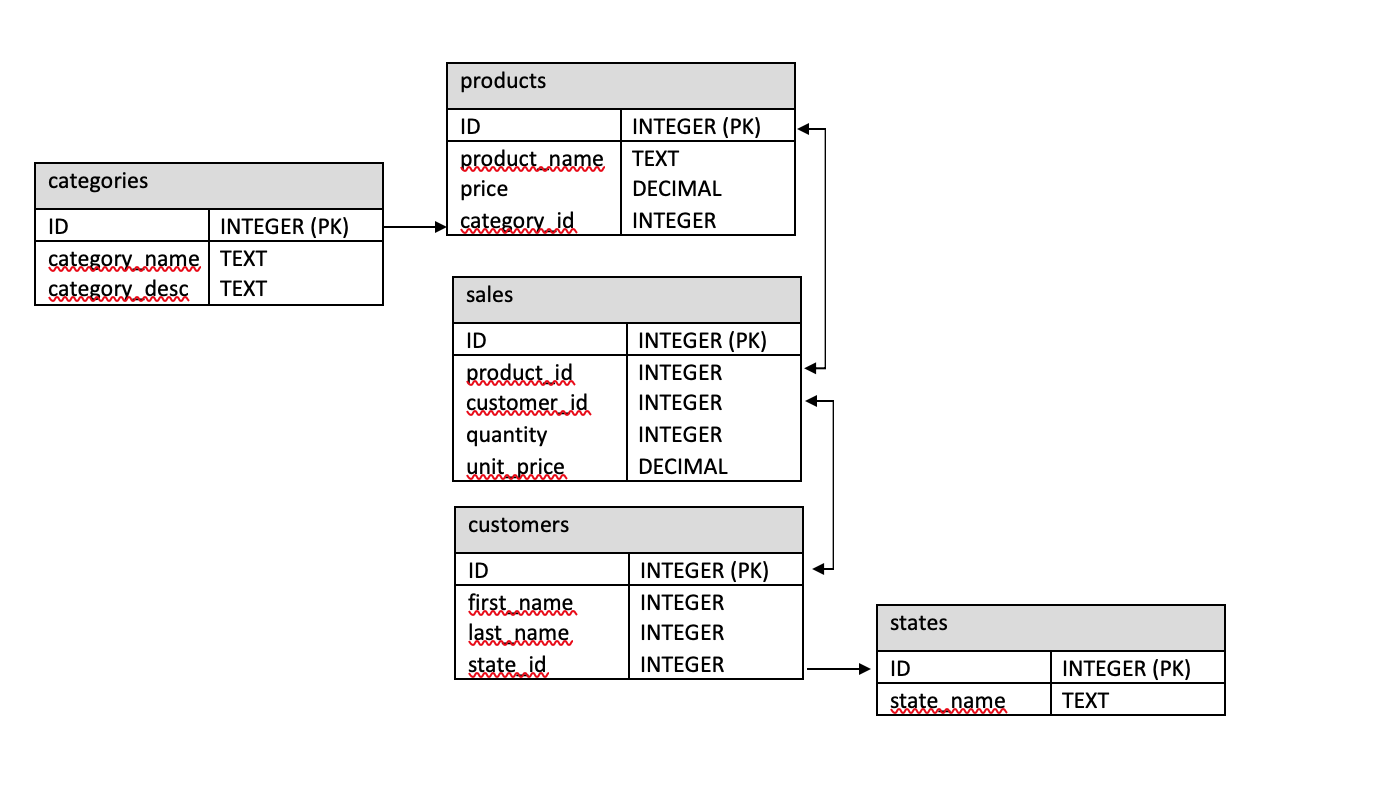 products
ID INTEGER (PK)
product_name TEXT
price DECIMAL
category_id INTEGER
categories
ID INTEGER (PK)
category_name TEXT
category_desc TEXT
sales
ID INTEGER (PK)
product_id INTEGER
customer_id INTEGER
quantity INTEGER
unit_price DECIMAL
customers
ID INTEGER (PK)
first_name INTEGER
last_name INTEGER
state_id INTEGER
states
ID INTEGER (PK)
state_name TEXT